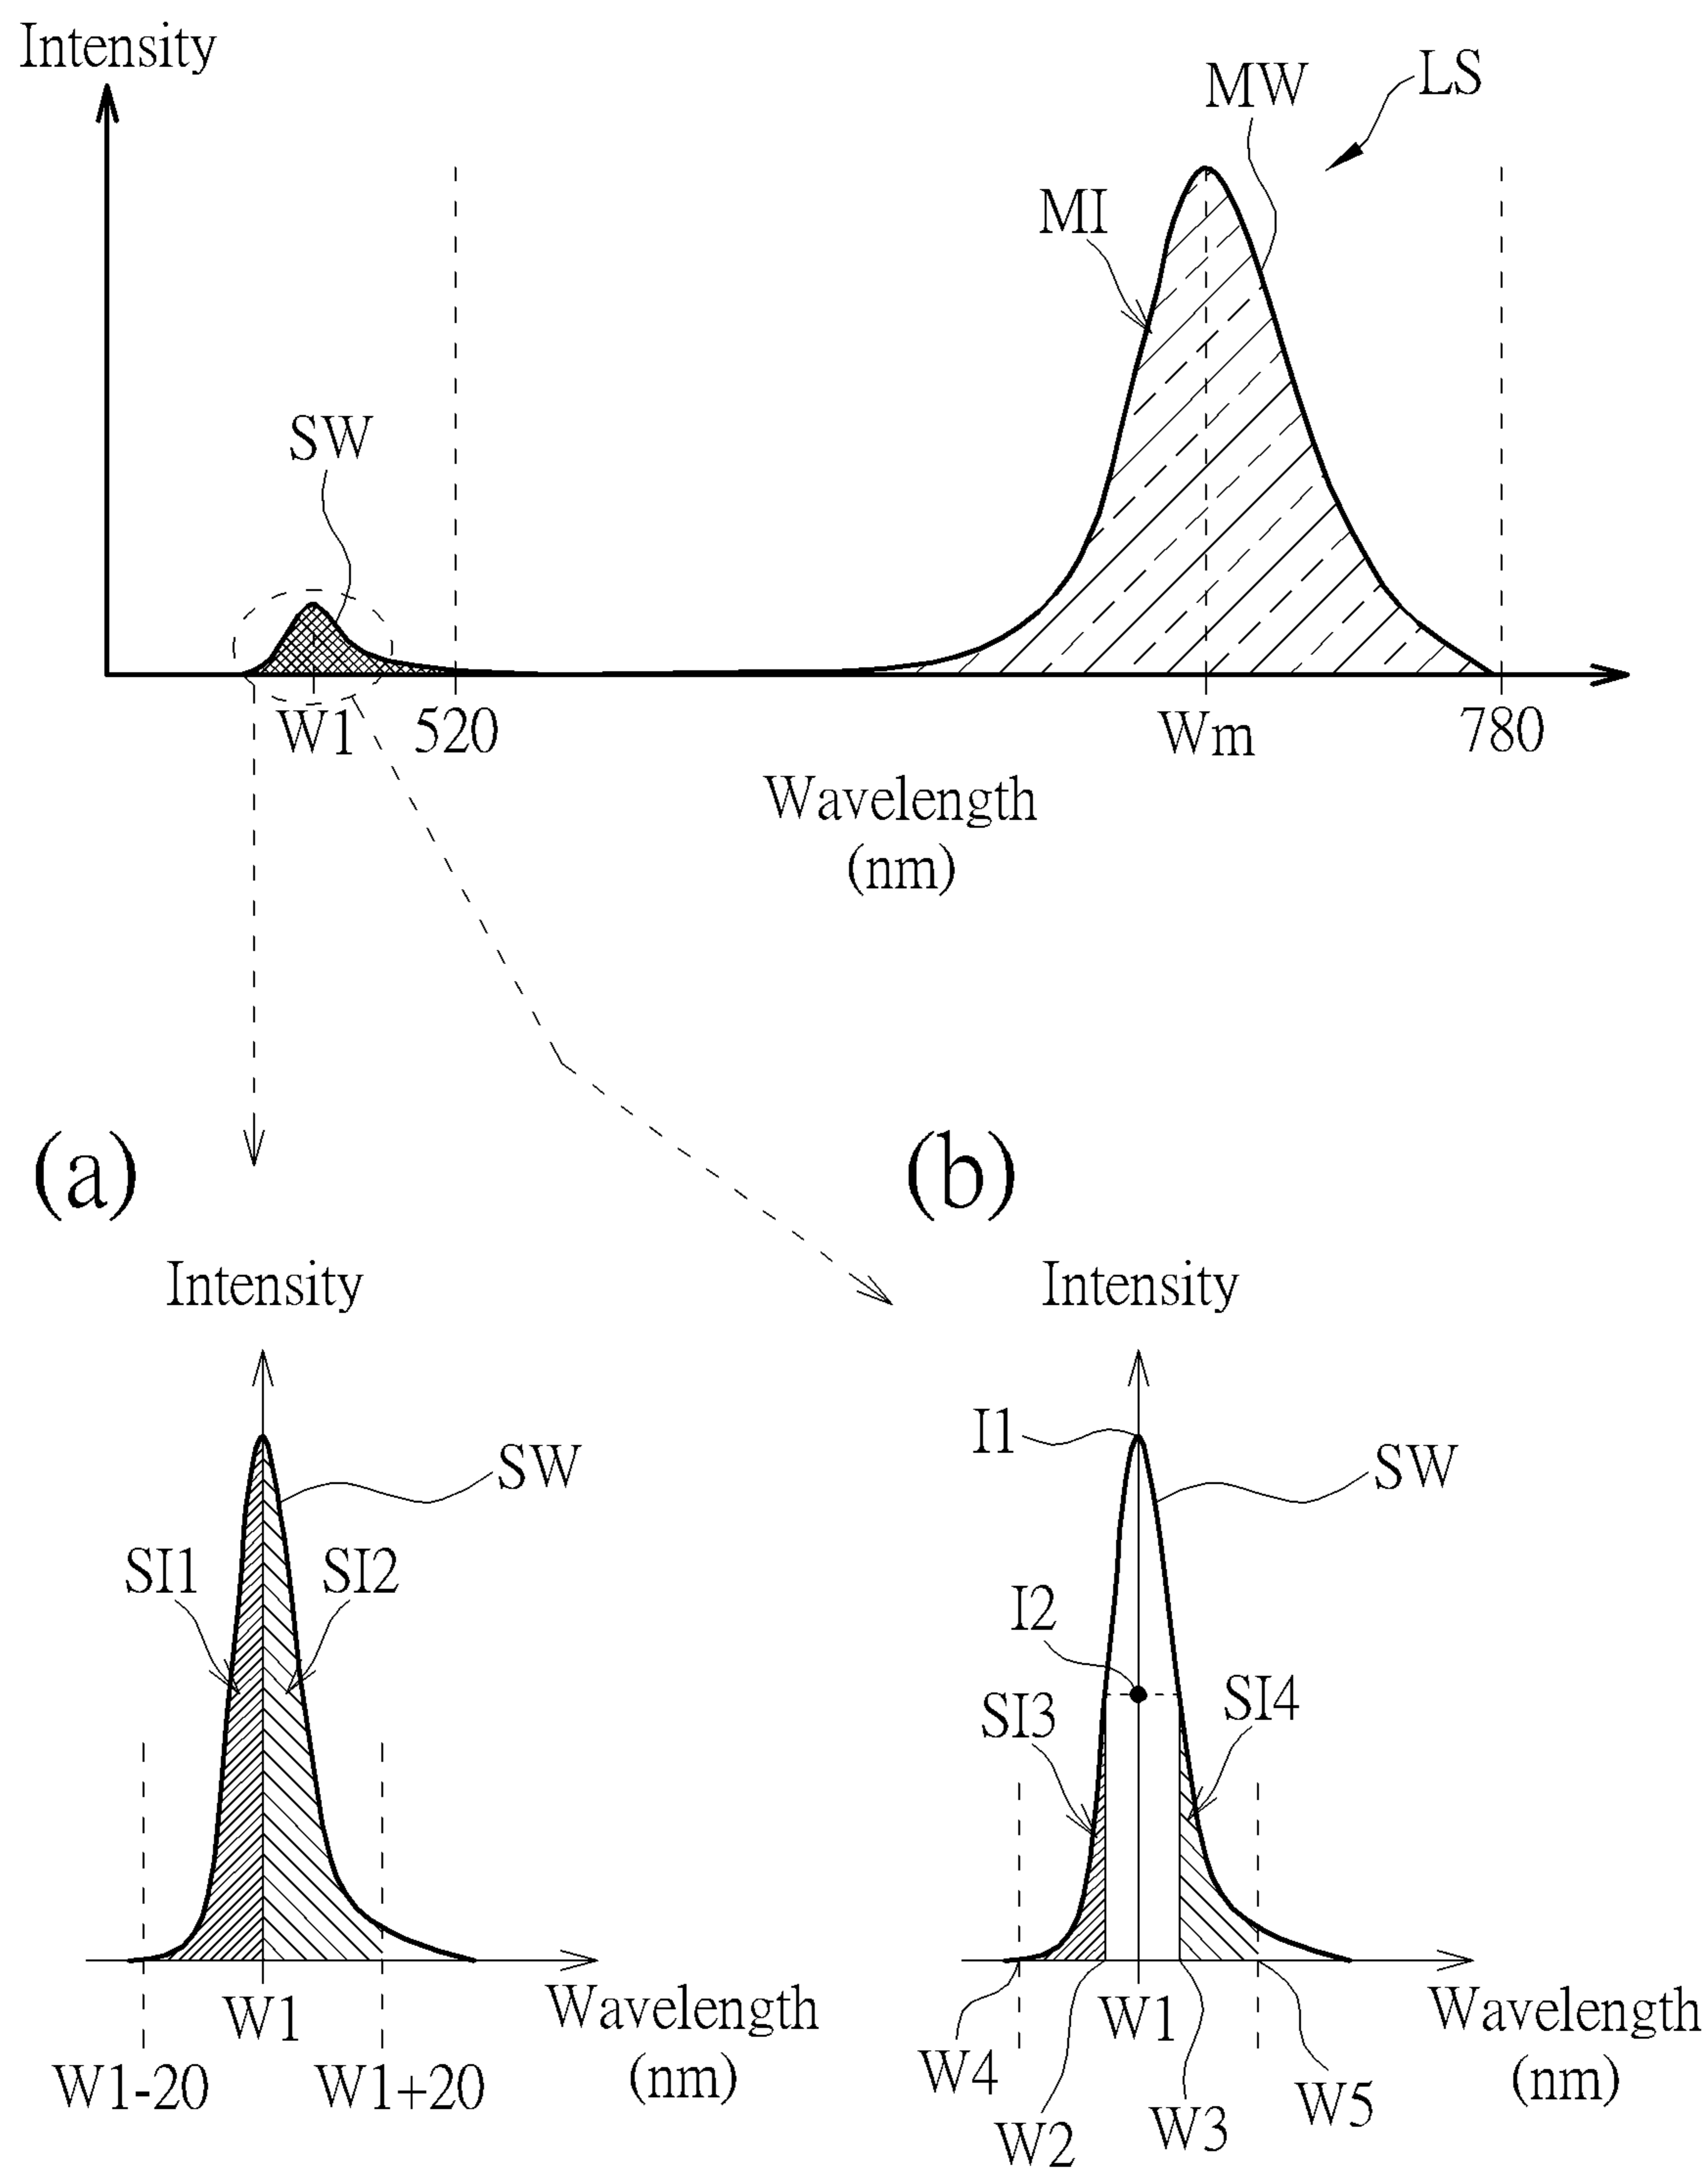 Intensity
LS
MW
MI
SW
W1
520
Wm
780
Wavelength
(nm)
(a)
Intensity
SW
SI1
SI2
W1
Wavelength
(nm)
W1-20
W1+20
(b)
Intensity
I1
SW
I2
SI3
SI4
W1
Wavelength
(nm)
W4
W2
W3
W5